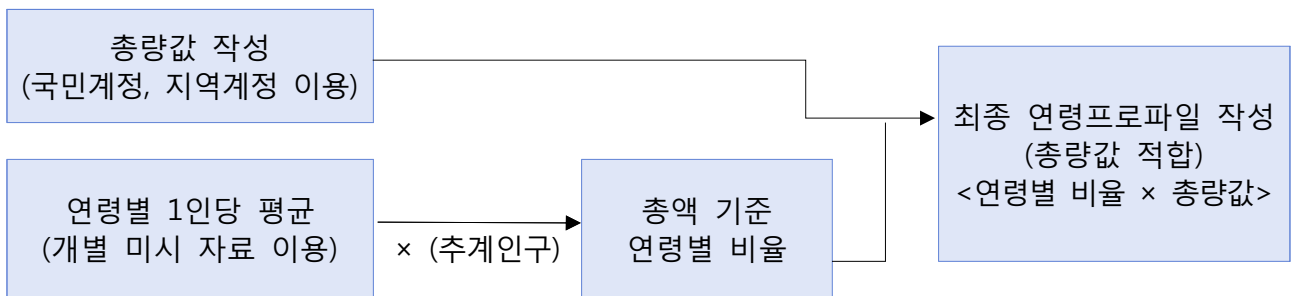 총량값 작성
(국민계정, 지역계정 이용)
연령별 1인당 평균
(개별 미시 자료 이용)
× (추계인구)
총액 기준
연령별 비율
최종 연령프로파일 작성
(총량값 적합)
<연령별 비율 × 총량값>